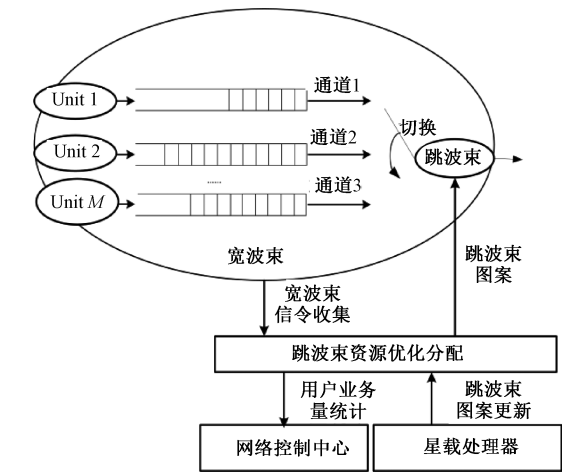 通道1
Unit 1
切换
通道2
Unit 2
跳波束
......
通道3
Unit M
宽波束
跳波束
图案
宽波束
信令收集
跳波束资源优化分配
用户业务
量统计
跳波束
图案更新
网络控制中心
星载处理器